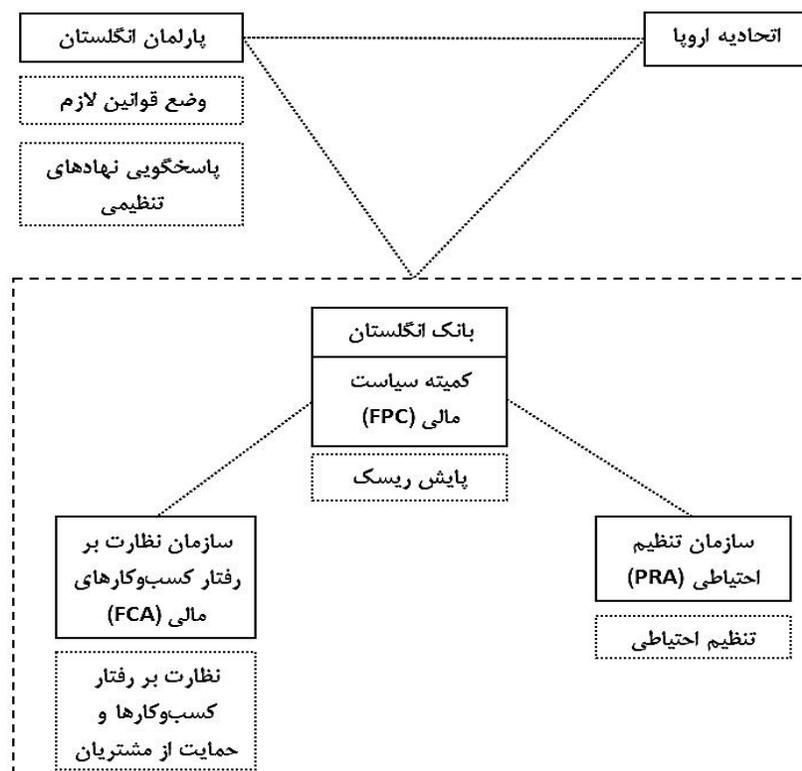 پارلمان انگلستان
اتحادیه اروپا
وضع قوانین لازم
پاسخگویی نهادهای
تنظیمی
بانک انگلستان
کمیته سیاست
مالی (FPC)
پایش ریسک
سازمان تنظیم
احتیاطی (PRA)
تنظیم احتیاطی
سازمان نظارت بر
رفتار کسب‌وکارهای
مالی (FCA)
نظارت بر رفتار
کسب‌وکارها و
حمایت از مشتریان